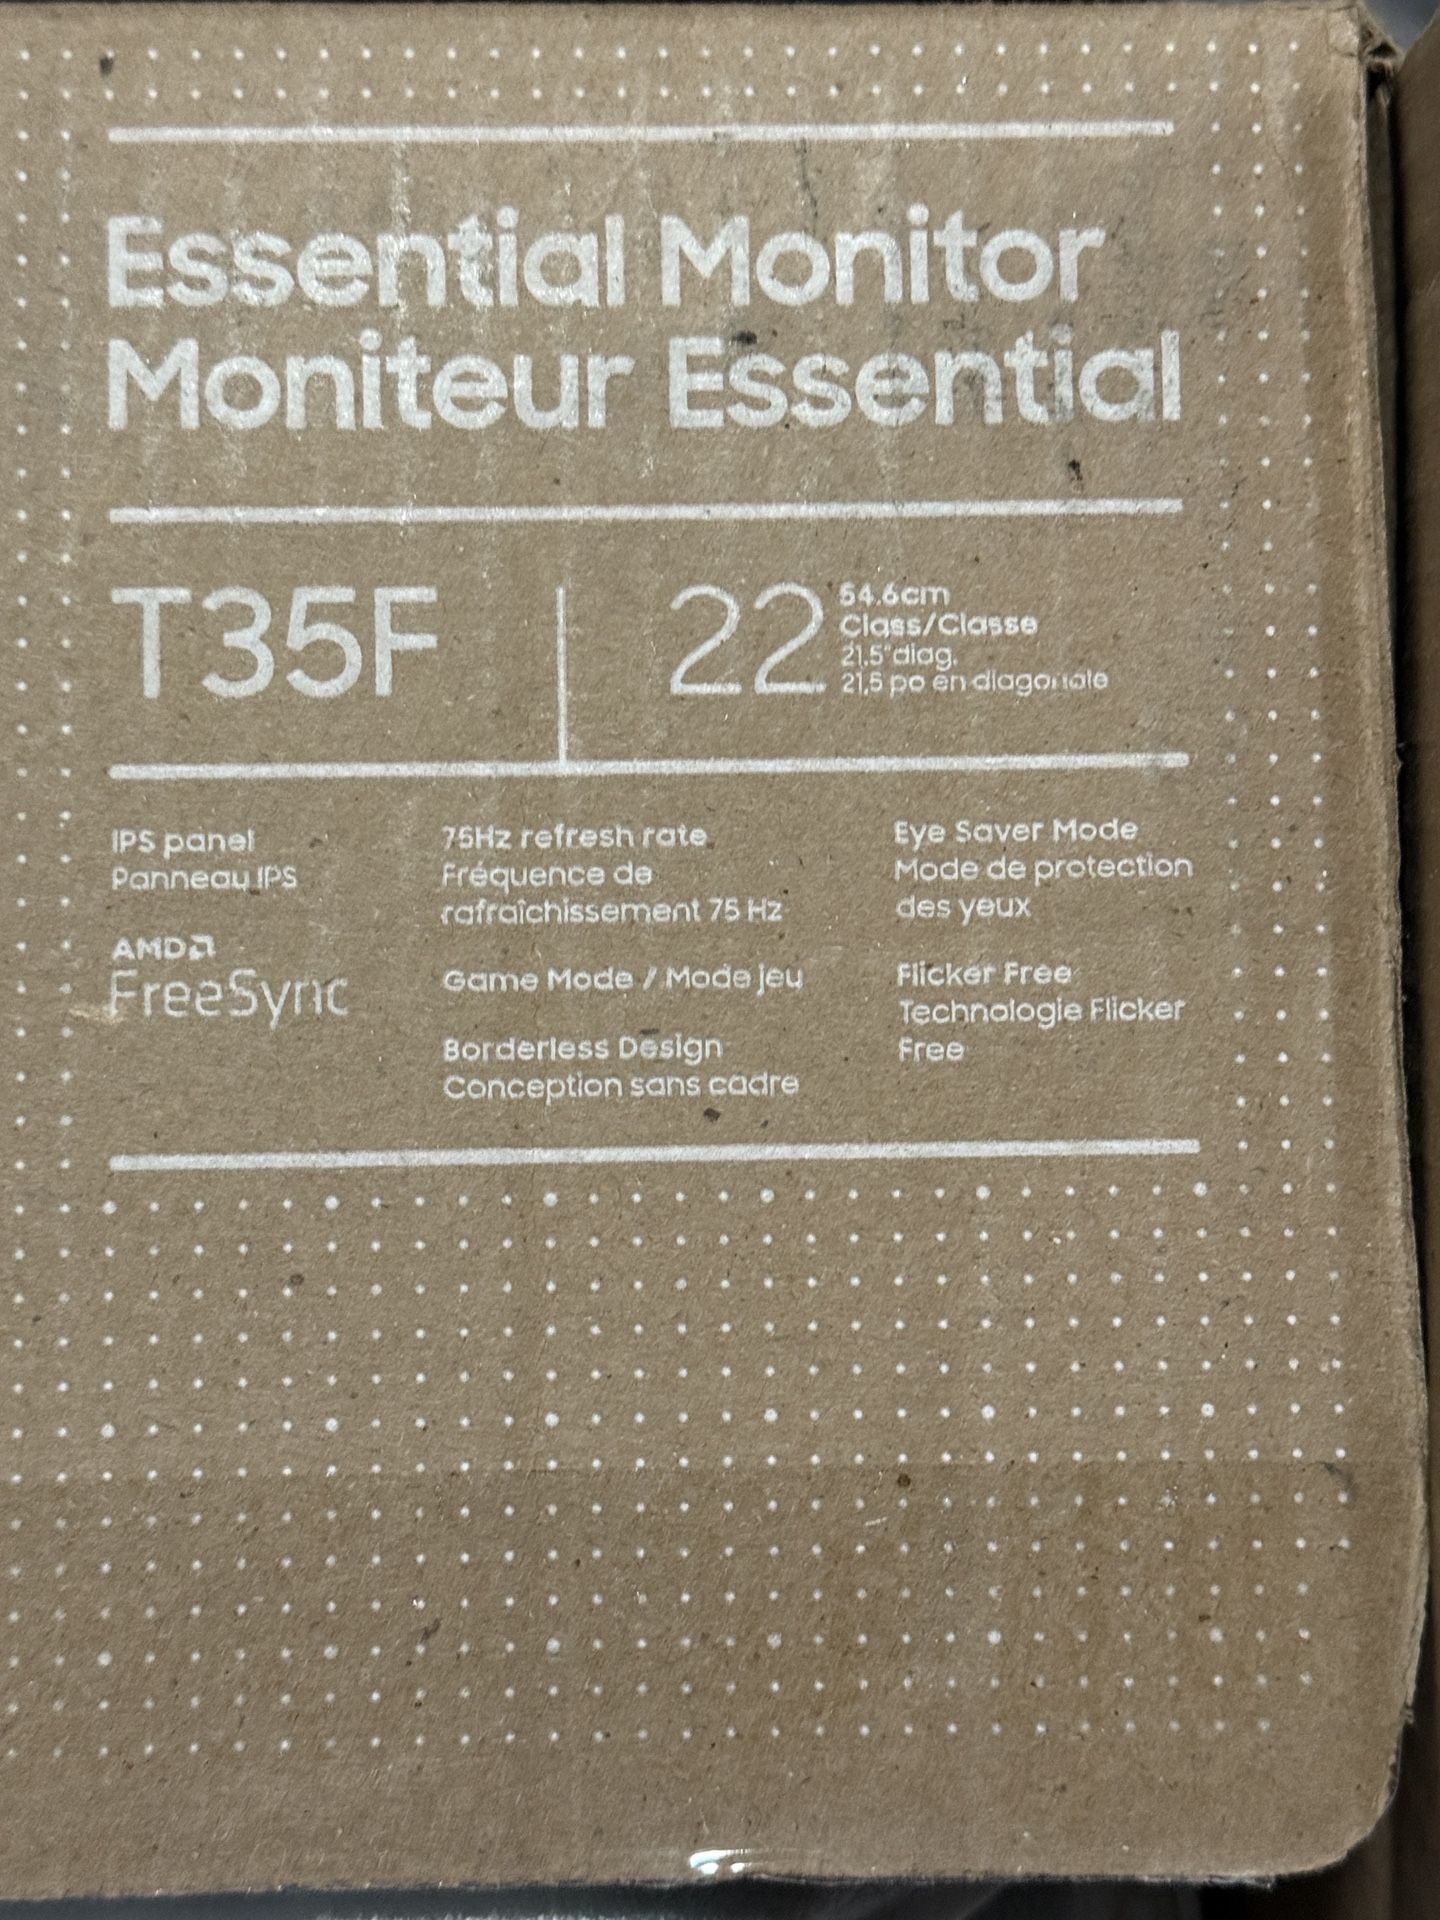 Essential Monitor
Moniteur Essential
T35F
22
54.6cm
Class/Classe
21.5"diag.
21,5 po en diagonale
IPS panel
Panneau IPS
AMD
FreeSync
75Hz refresh rate
Fréquence de
rafraîchissement 75 Hz
Game Mode / Mode jeu
Borderless Design
Conception sans cadre
Eye Saver Mode
Mode de protection
des yeux
Flicker Free
Technologie Flicker
Free